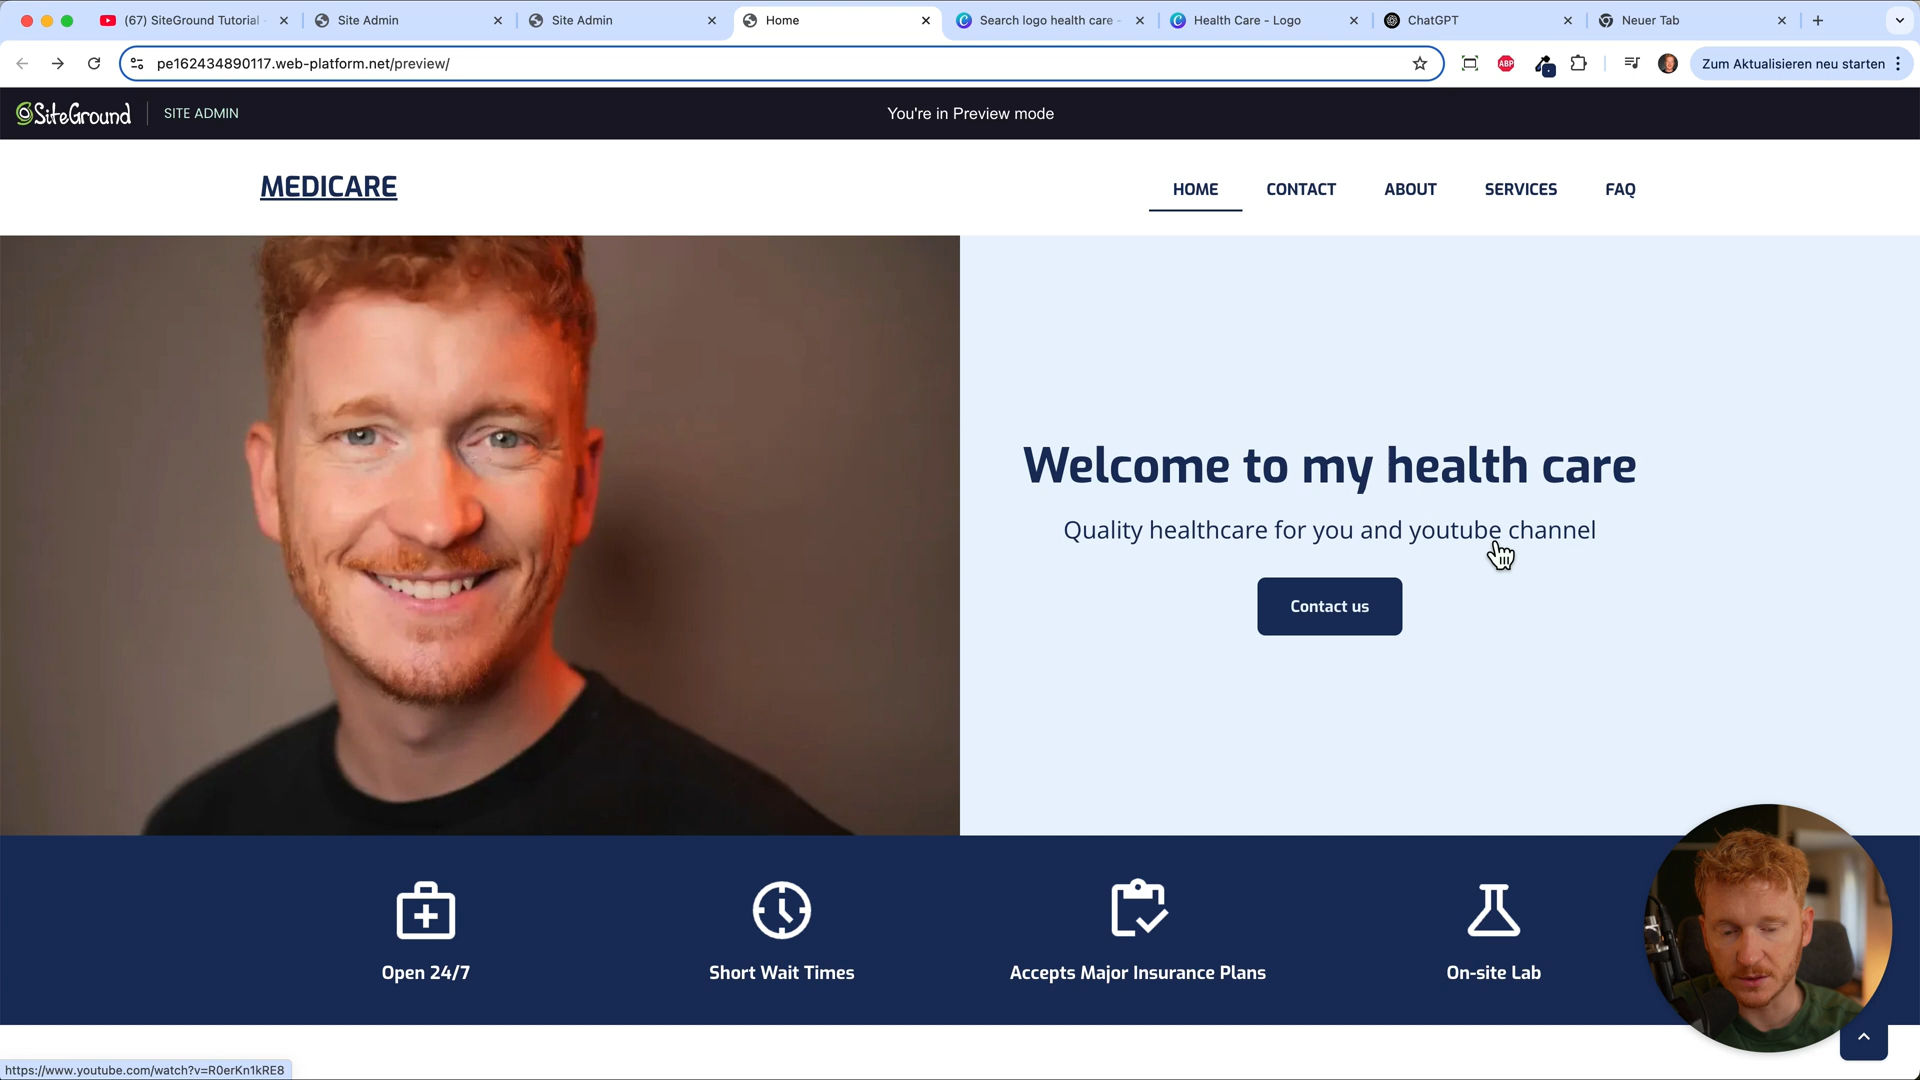 (67) SiteGround Tutorial
Site Admin
Site Admin
Home
Search logo health care -
Health Care - Logo
ChatGPT
Neuer Tab
pe162434890117.web-platform.net/preview/
ABP
Zum Aktualisieren neu starten
SiteGround
SITE ADMIN
You're in Preview mode
MEDICARE
HOME
CONTACT
ABOUT
SERVICES
FAQ
Welcome to my health care
Quality healthcare for you and youtube channel
Contact us
Open 24/7
Short Wait Times
Accepts Major Insurance Plans
On-site Lab
https://www.youtube.com/watch?v=R0erKn1kRE8